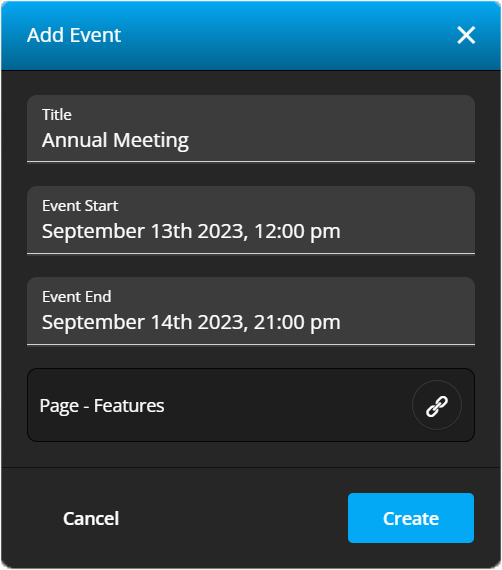 Add Event
Title
Annual Meeting
Event Start
September 13th 2023, 12:00 pm
Event End
September 14th 2023, 21:00 pm
Page - Features
Cancel
Create